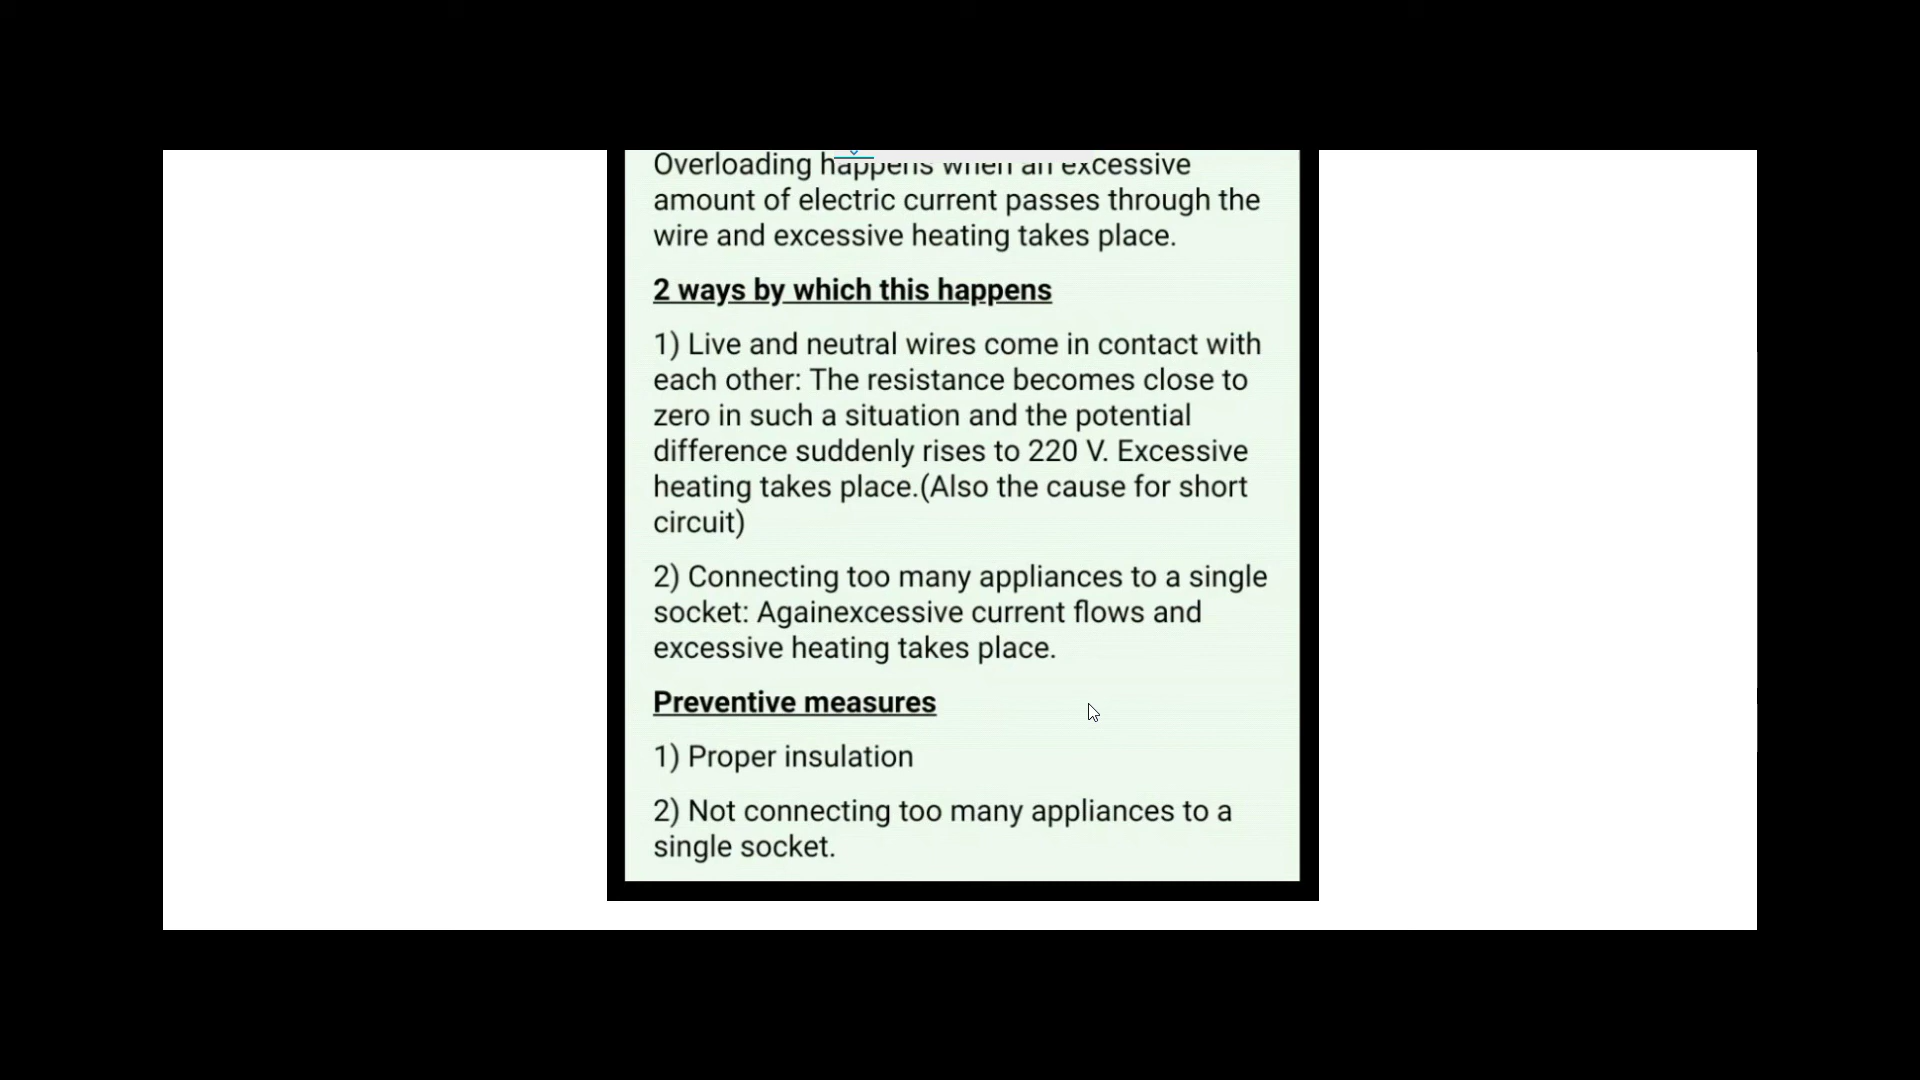 Overloading happens when an excessive
amount of electric current passes through the
wire and excessive heating takes place.
2 ways by which this happens
1) Live and neutral wires come in contact with
each other: The resistance becomes close to
zero in such a situation and the potential
difference suddenly rises to 220 V. Excessive
heating takes place.(Also the cause for short
circuit)
2) Connecting too many appliances to a single
socket: Againexcessive current flows and
excessive heating takes place.
Preventive measures
1) Proper insulation
2) Not connecting too many appliances to a
single socket.